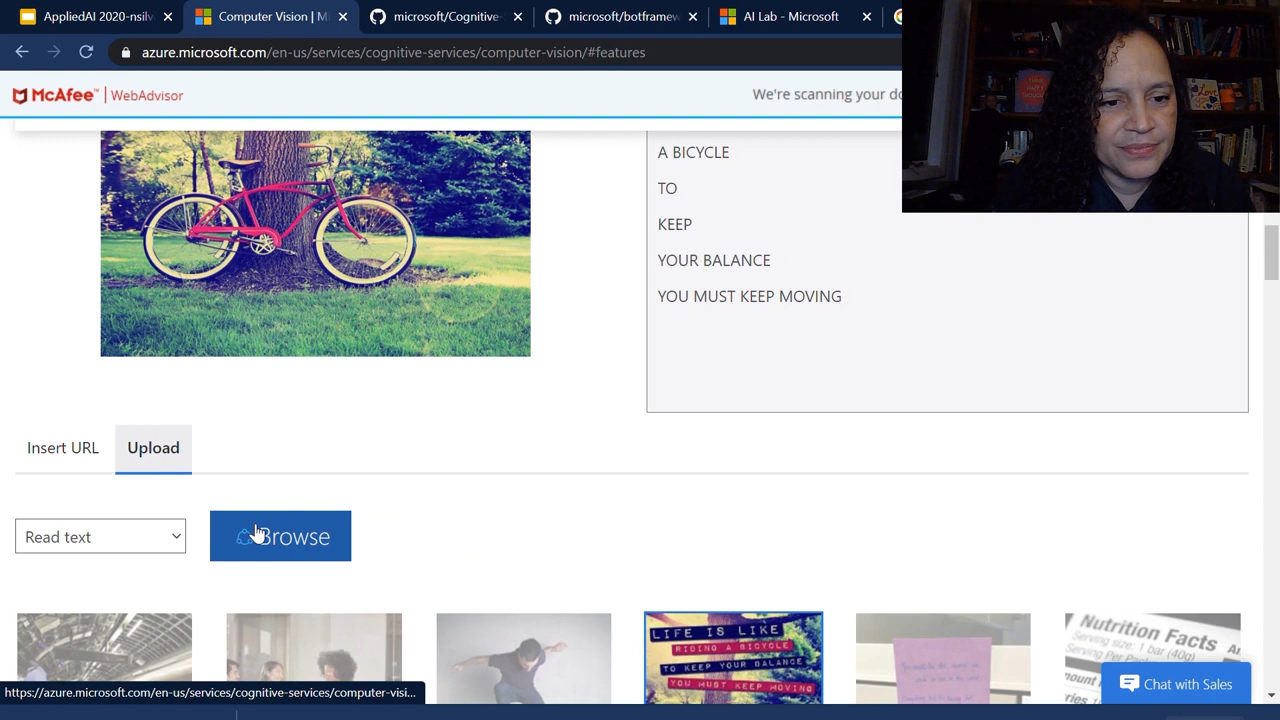 AppliedAI 2020-nsilv
Computer Vision | M
microsoft/Cognitive-
microsoft/botframew
AI Lab - Microsoft
azure.microsoft.com/en-us/services/cognitive-services/computer-vision/#features
McAfee™ | WebAdvisor
We're scanning your do
A BICYCLE
TO
KEEP
YOUR BALANCE
YOU MUST KEEP MOVING
Insert URL
Upload
Read text
Browse
LIFE IS LIKE
RIDING A BICYCLE
TO KEEP YOUR BALANCE
YOU MUST KEEP MOVING
Nutrition Facts
Serving size: 1 bar (40g)
Serving Per
Chat with Sales
https://azure.microsoft.com/en-us/services/cognitive-services/computer-visi...